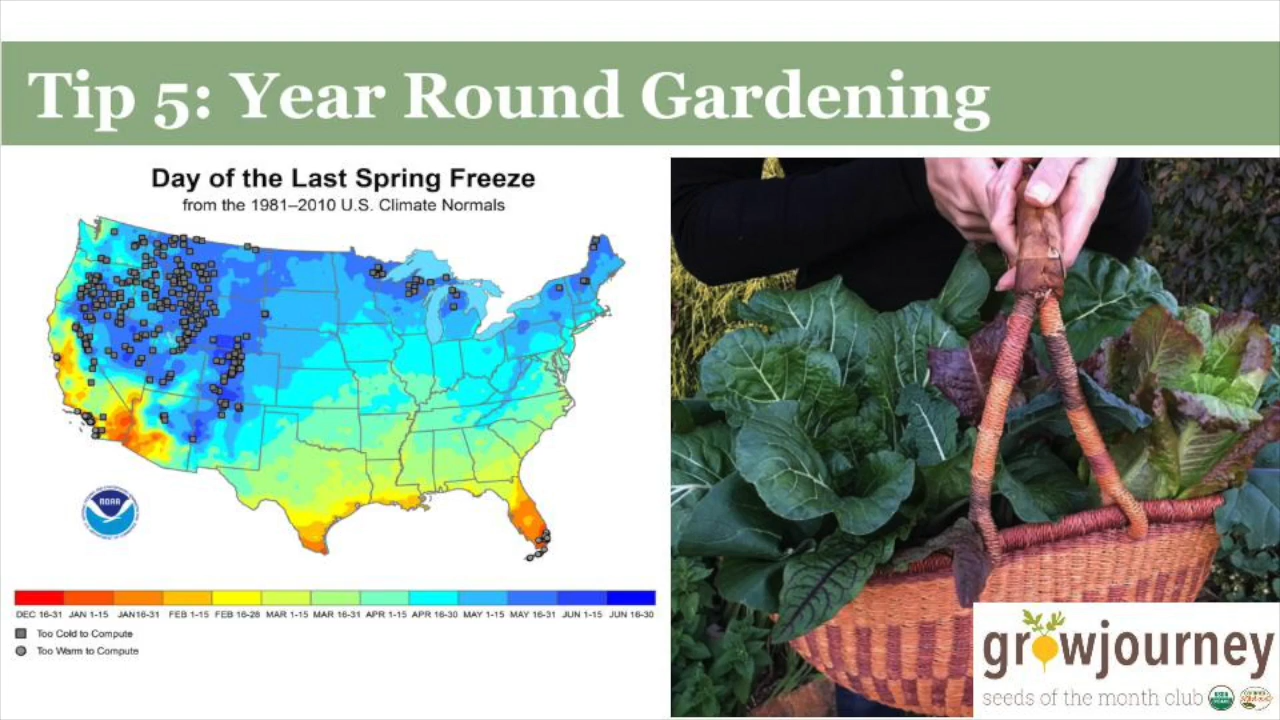 Tip 5: Year Round Gardening
Day of the Last Spring Freeze
from the 1981–2010 U.S. Climate Normals
NOAA
DEC 16-31 JAN 1-15 JAN16-31 FEB 1-15 FEB 16-28 MAR 1-15 MAR 16-31 APR 1-15 APR 16-30 MAY 1-15 MAY 16-31 JUN 1-15 JUN 16-30
Too Cold to Compute
Too Warm to Compute
growjourney
seeds of the month club
USDA